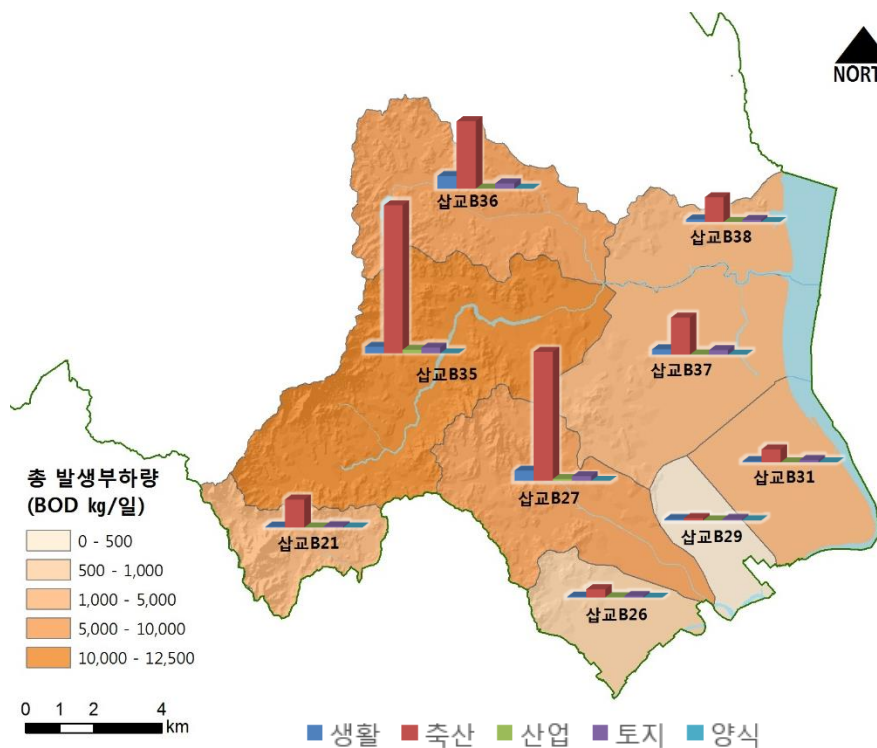 NORT
삽교B36
삽교B38
삽교B35
삽교B37
삽교B27
삽교B31
삽교B29
삽교B21
삽교B26
총 발생부하량
(BOD kg/일)
0 - 500
500 - 1,000
1,000 - 5,000
5,000 - 10,000
10,000 - 12,500
0 1 2 4
km
생활 축산 산업 토지 양식